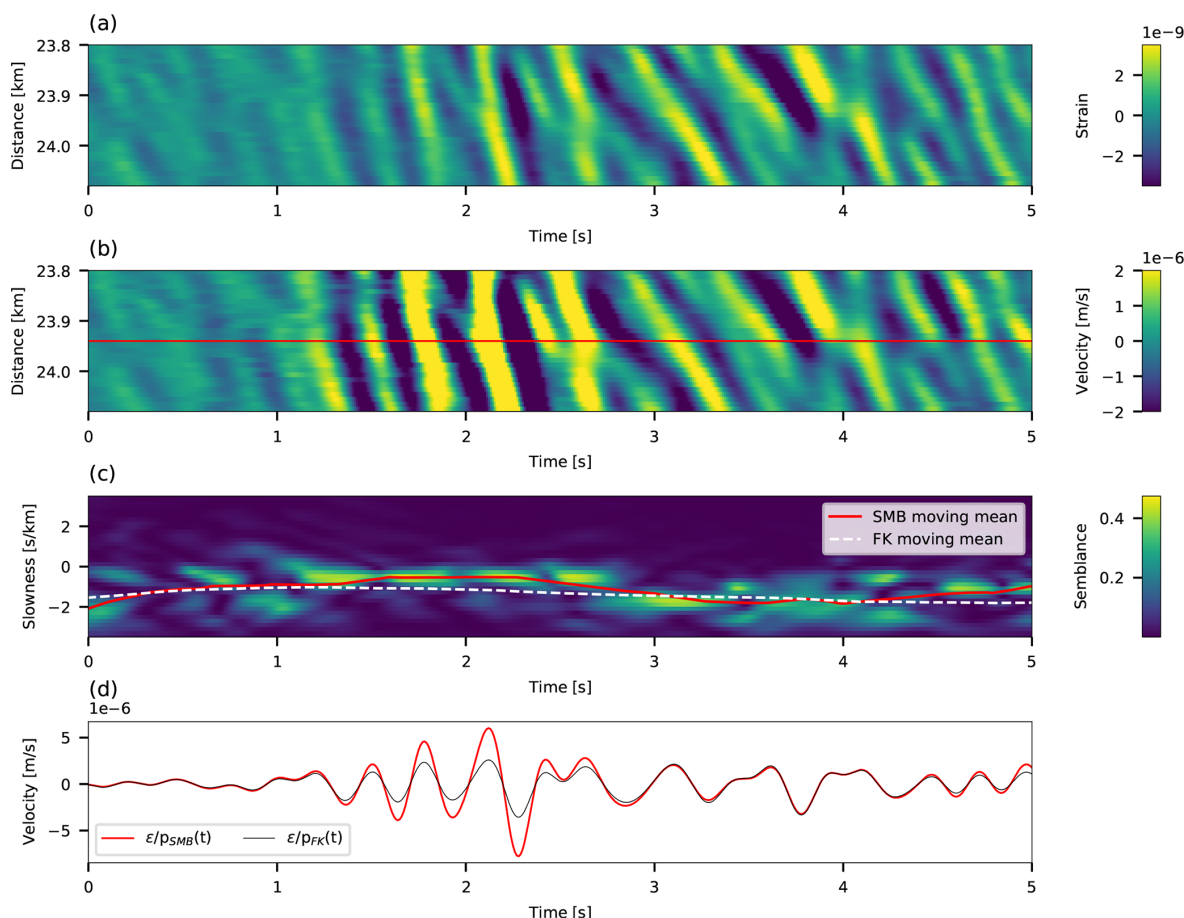 (a)
1e−9
23.8
23.9
24.0
Distance [km]
0 1 2 3 4 5
Time [s]
2
0
−2
Strain
(b)
1e−6
23.8
23.9
24.0
Distance [km]
0 1 2 3 4 5
Time [s]
2
1
0
−1
−2
Velocity [m/s]
(c)
2
0
−2
Slowness [s/km]
SMB moving mean
FK moving mean
0 1 2 3 4 5
Time [s]
0.4
0.2
Semblance
(d)
1e−6
5
0
−5
Velocity [m/s]
ε/pSMB(t) ε/pFK(t)
0 1 2 3 4 5
Time [s]